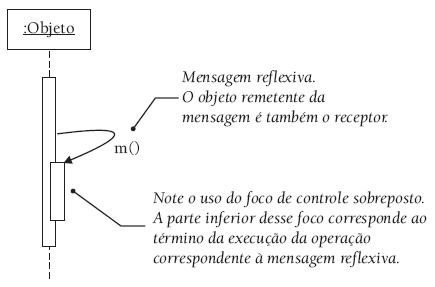 :Objeto
Mensagem reflexiva.
O objeto remetente da
mensagem é também o receptor.
m()
Note o uso do foco de controle sobreposto.
A parte inferior desse foco corresponde ao
término da execução da operação
correspondente à mensagem reflexiva.